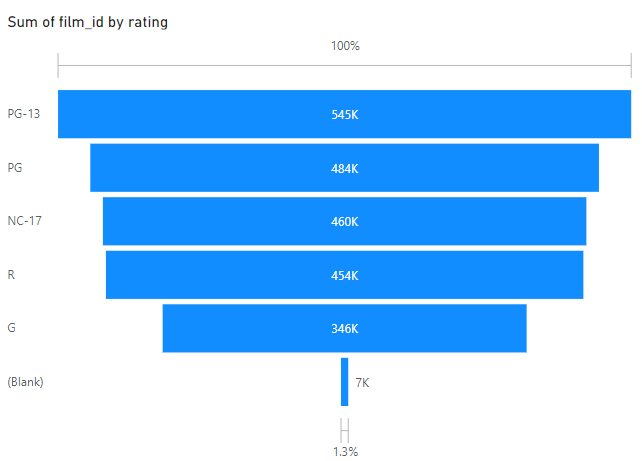 Sum of film_id by rating
100%
PG-13 545K
PG 484K
NC-17 460K
R 454K
G 346K
(Blank) 7K
1.3%